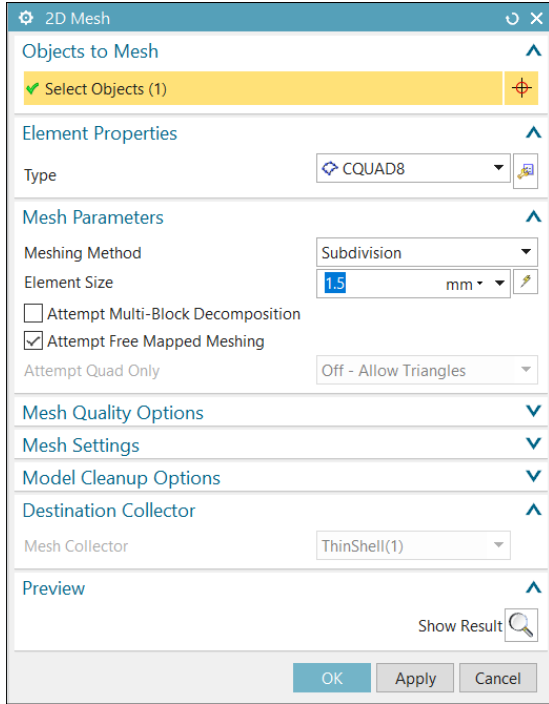 2D Mesh
Objects to Mesh
Select Objects (1)
Element Properties
Type CQUAD8
Mesh Parameters
Meshing Method Subdivision
Element Size 1.5 mm
Attempt Multi-Block Decomposition
Attempt Free Mapped Meshing
Attempt Quad Only Off - Allow Triangles
Mesh Quality Options
Mesh Settings
Model Cleanup Options
Destination Collector
Mesh Collector ThinShell(1)
Preview
Show Result
OK Apply Cancel